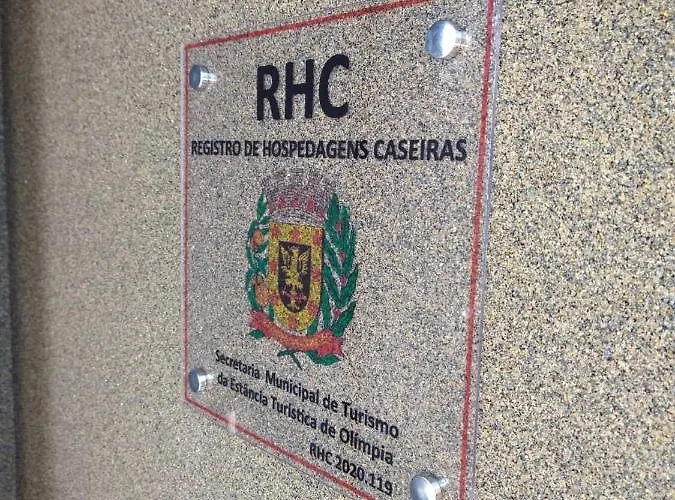 RHC
REGISTRO DE HOSPEDAGENS CASEIRAS
Secretaria Municipal de Turismo
da Estância Turística de Olímpia
RHC 2020.119